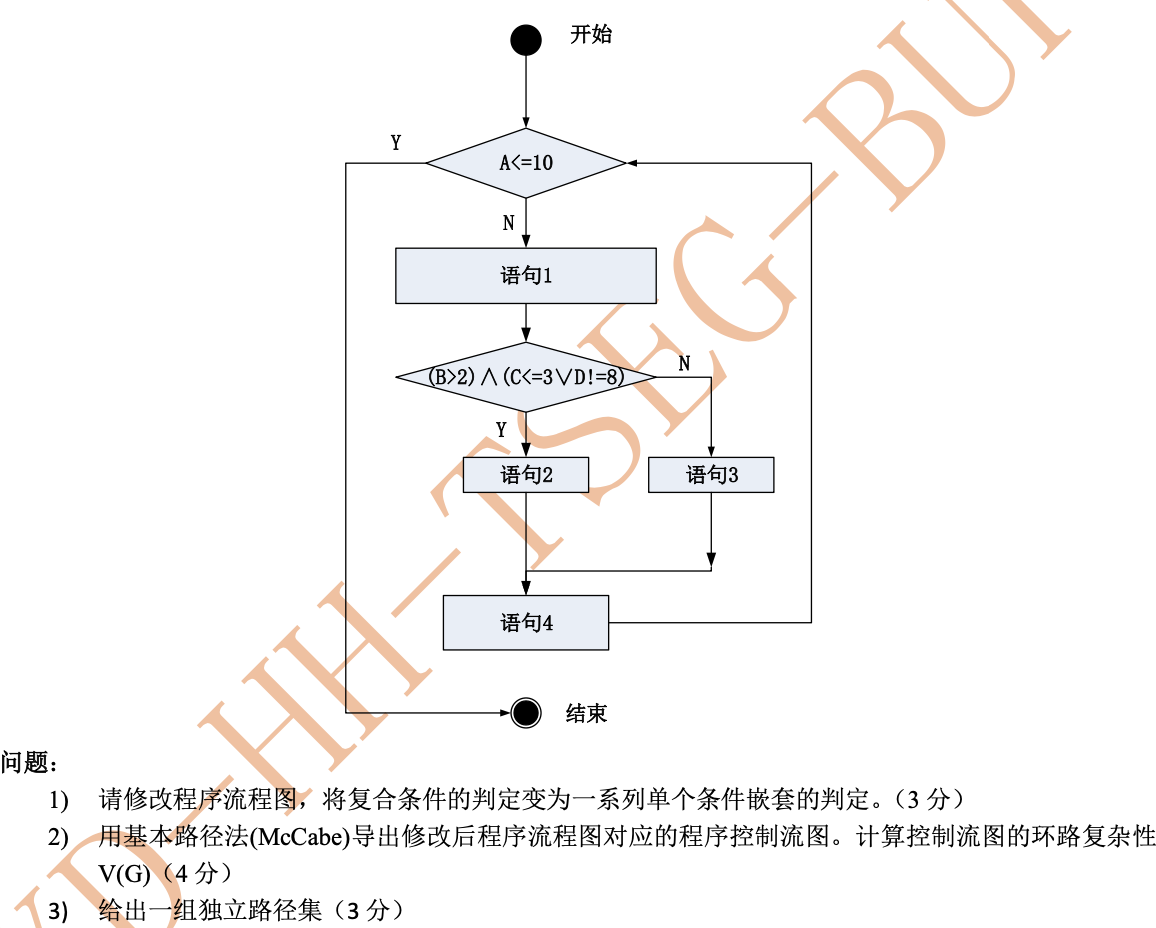 开始
Y
A<=10
N
语句1
(B>2)∧(C<=3∨D!=8)
N
Y
语句2
语句3
语句4
结束
问题:
1) 请修改程序流程图，将复合条件的判定变为一系列单个条件嵌套的判定。（3 分）
2) 用基本路径法(McCabe)导出修改后程序流程图对应的程序控制流图。计算控制流图的环路复杂性
V(G)（4 分）
3) 给出一组独立路径集（3 分）
D-HH-TSEG-BUI